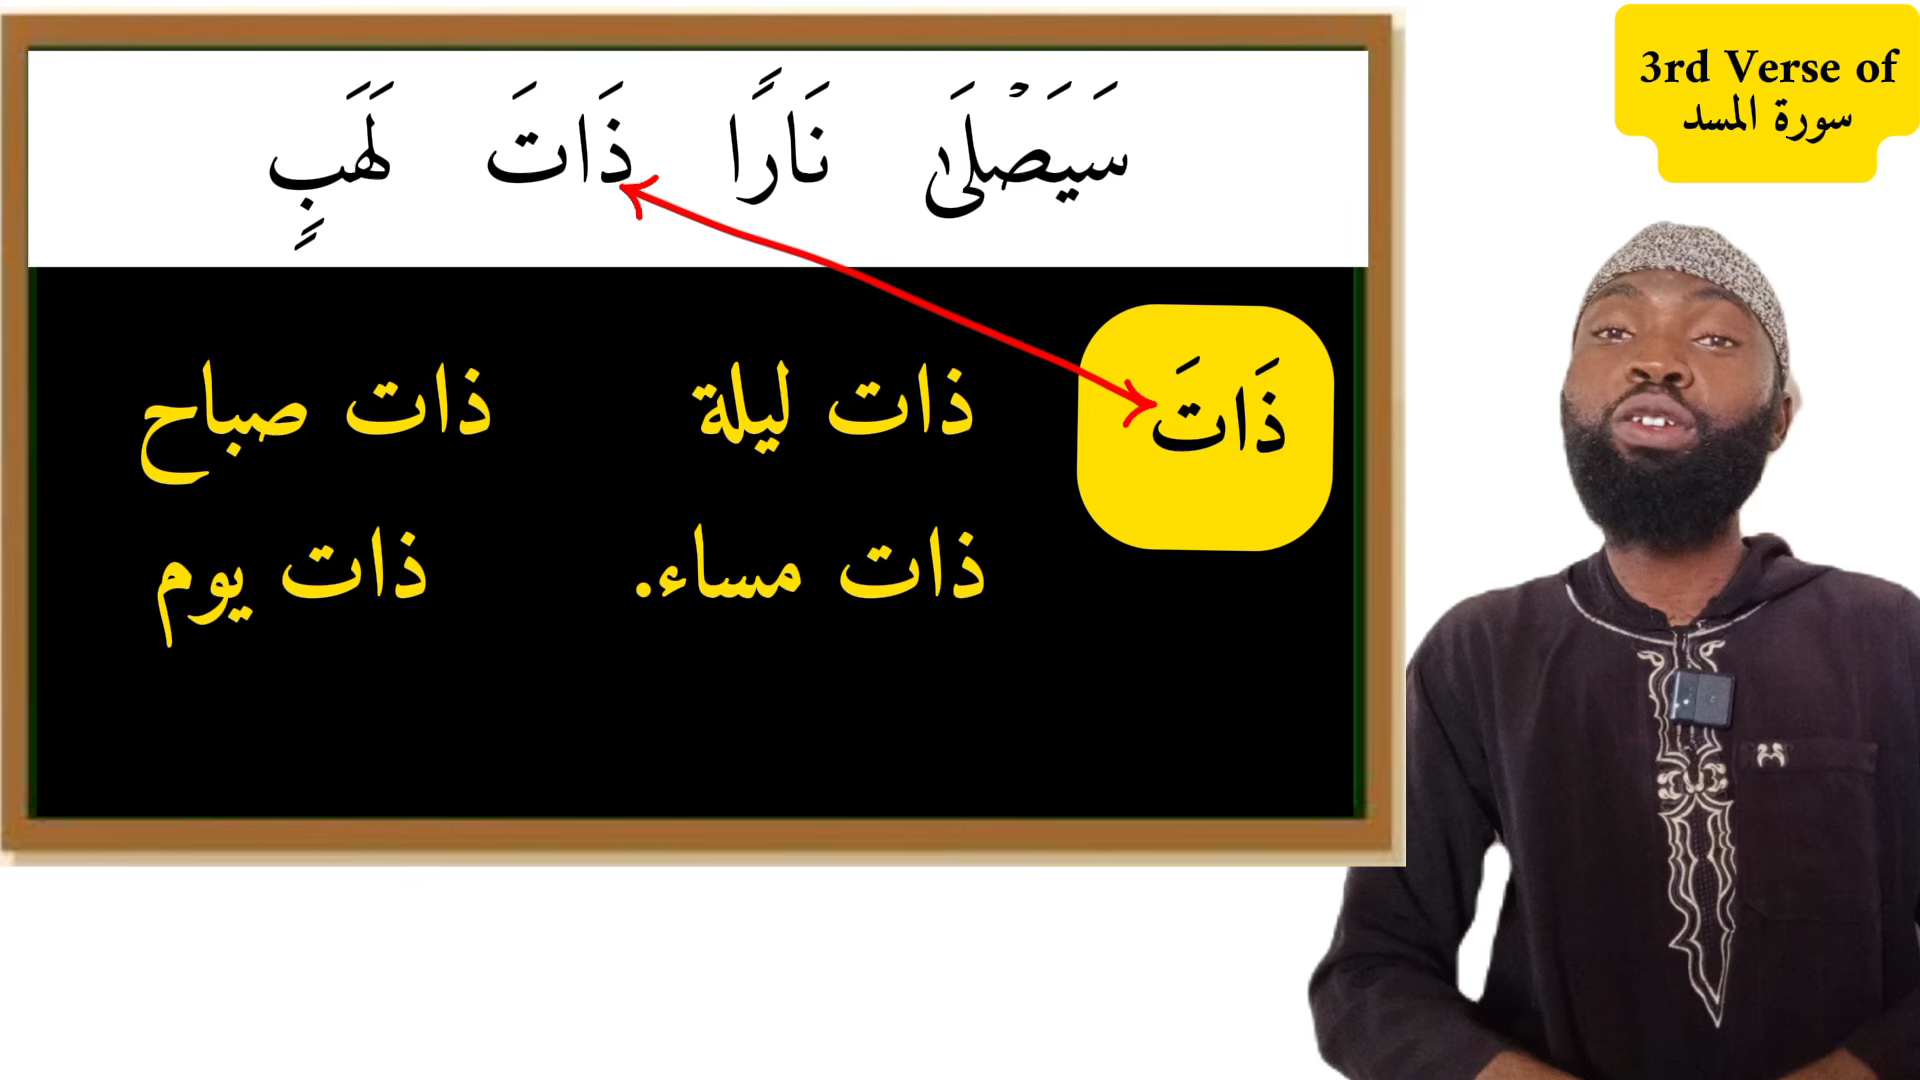 3rd Verse of
سورة المسد
سَيَصْلَىٰ نَارًا ذَاتَ لَهَبٍ
ذَاتَ
ذات ليلة ذات صباح
ذات مساء. ذات يوم